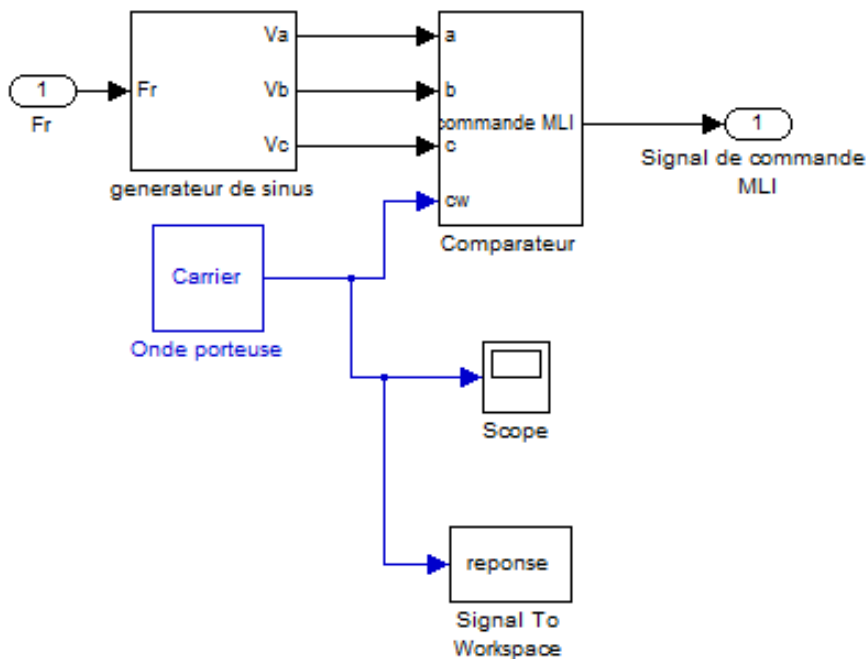 1
Fr
Fr
Va
Vb
Vc
generateur de sinus
a
b
commande MLI
c
cw
Comparateur
1
Signal de commande
MLI
Carrier
Onde porteuse
Scope
reponse
Signal To
Workspace